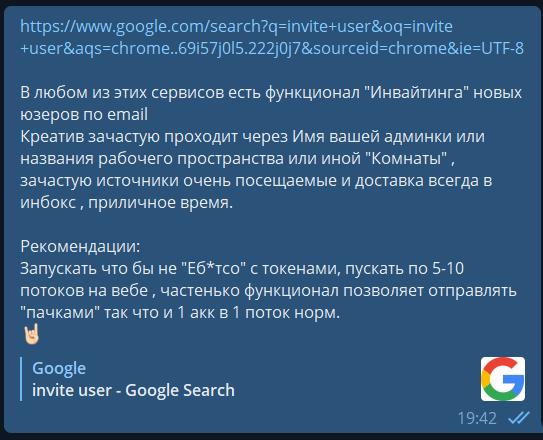 https://www.google.com/search?q=invite+user&oq=invite
+user&aqs=chrome..69i57j0l5.222j0j7&sourceid=chrome&ie=UTF-8
В любом из этих сервисов есть функционал "Инвайтинга" новых
юзеров по email
Креатив зачастую проходит через Имя вашей админки или
названия рабочего пространства или иной "Комнаты" ,
зачастую источники очень посещаемые и доставка всегда в
инбокс , приличное время.
Рекомендации:
Запускать что бы не "Еб*тсо" с токенами, пускать по 5-10
потоков на вебе , частенько функционал позволяет отправлять
"пачками" так что и 1 акк в 1 поток норм.
🤘🏻
Google
invite user - Google Search
19:42